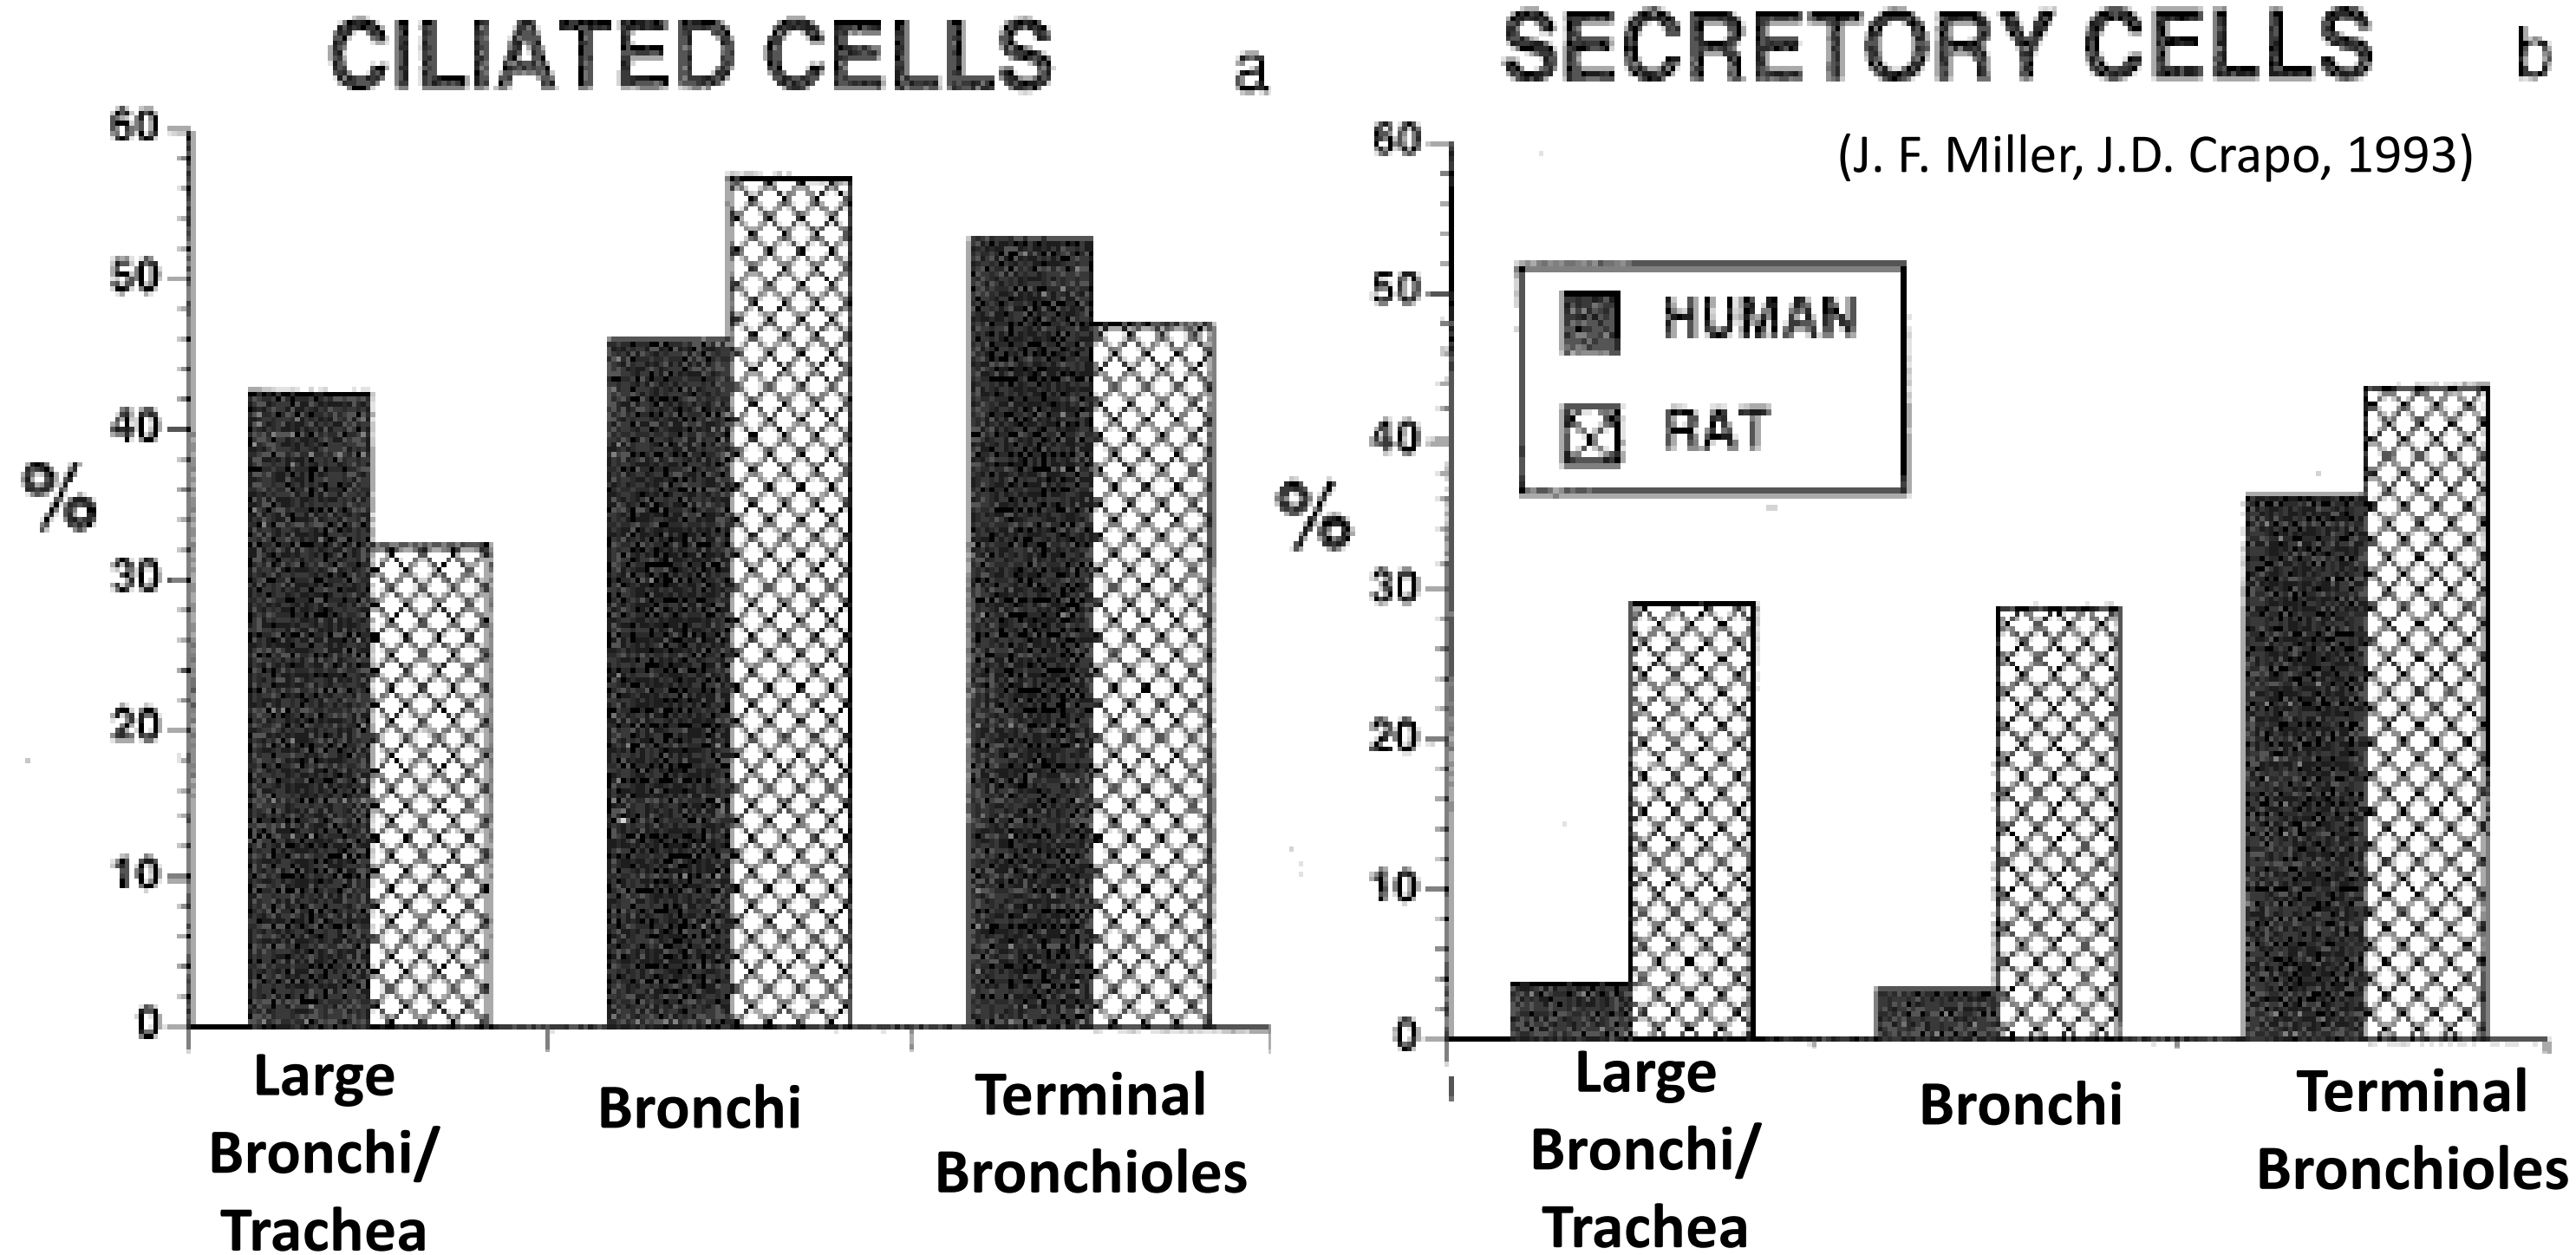 CILIATED CELLS
a
60
50
40
30
20
10
0
%
Large
Bronchi/
Trachea
Bronchi
Terminal
Bronchioles
SECRETORY CELLS
b
(J. F. Miller, J.D. Crapo, 1993)
60
50
40
30
20
10
0
%
HUMAN
RAT
Large
Bronchi/
Trachea
Bronchi
Terminal
Bronchioles